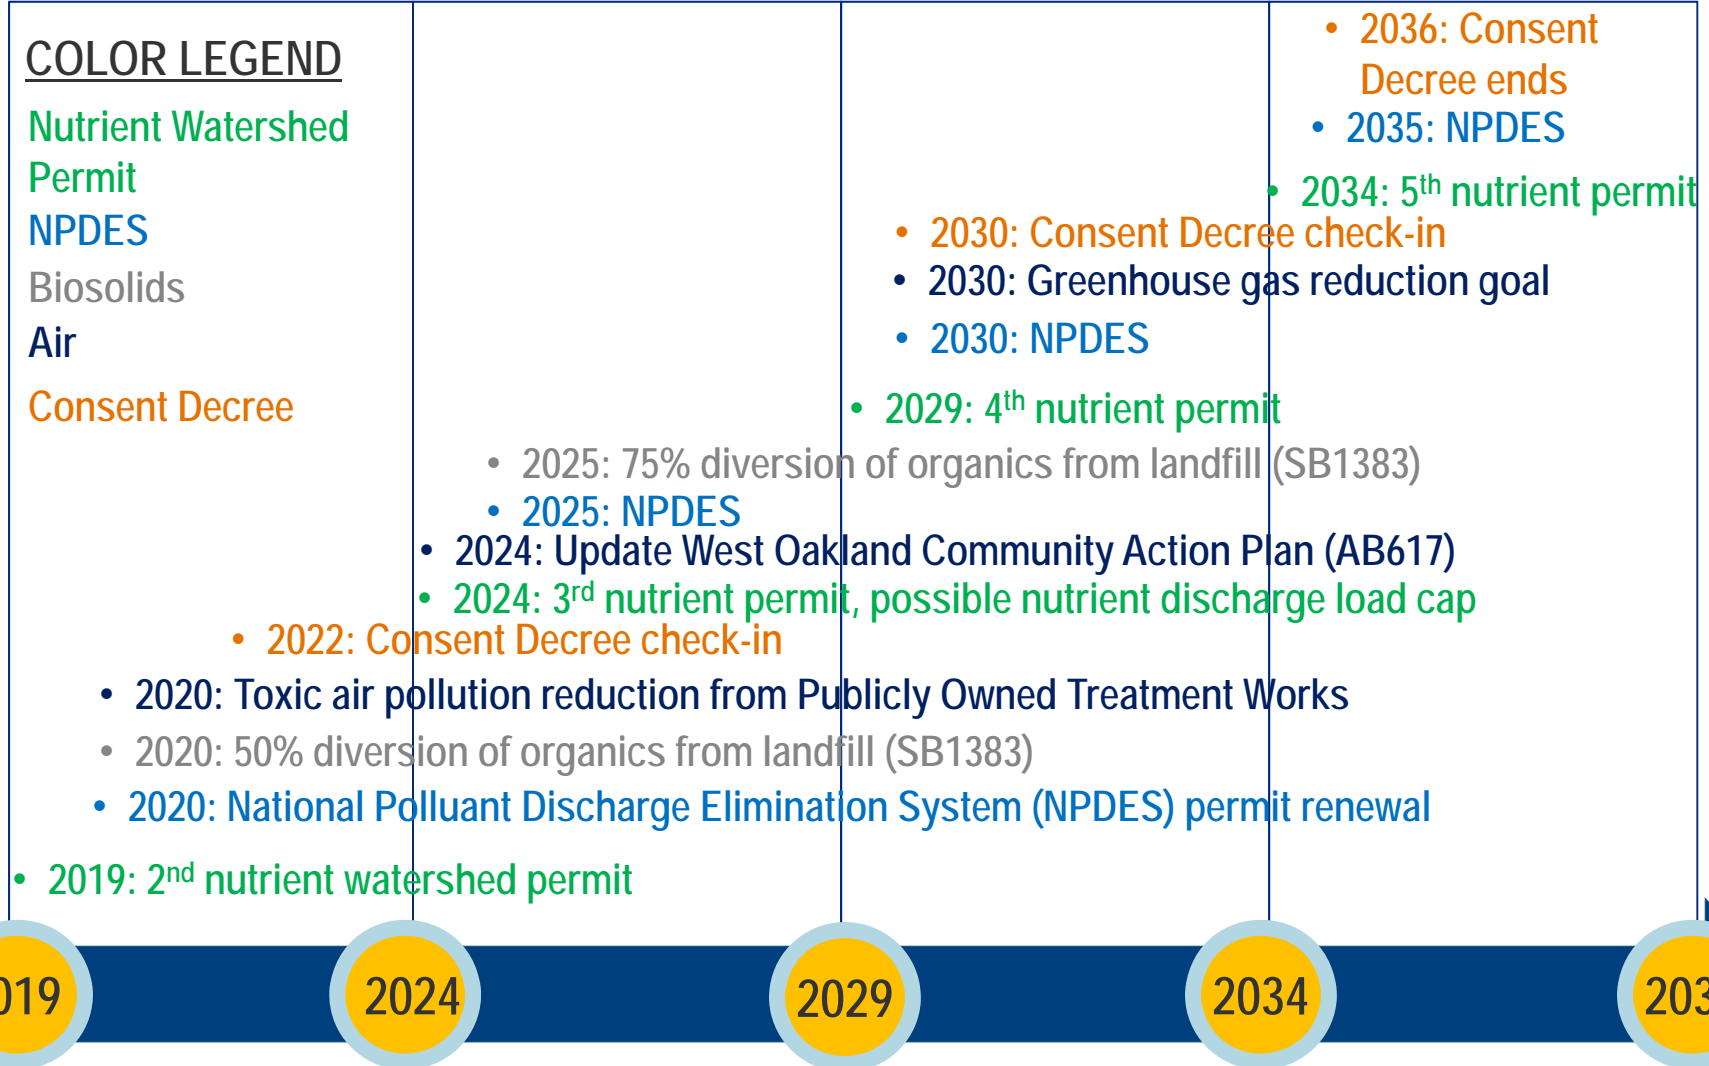 COLOR LEGEND
Nutrient Watershed
Permit
NPDES
Biosolids
Air
Consent Decree
• 2036: Consent
Decree ends
• 2035: NPDES
• 2034: 5th nutrient permit
• 2030: Consent Decree check-in
• 2030: Greenhouse gas reduction goal
• 2030: NPDES
• 2029: 4th nutrient permit
• 2025: 75% diversion of organics from landfill (SB1383)
• 2025: NPDES
• 2024: Update West Oakland Community Action Plan (AB617)
• 2024: 3rd nutrient permit, possible nutrient discharge load cap
• 2022: Consent Decree check-in
• 2020: Toxic air pollution reduction from Publicly Owned Treatment Works
• 2020: 50% diversion of organics from landfill (SB1383)
• 2020: National Polluant Discharge Elimination System (NPDES) permit renewal
• 2019: 2nd nutrient watershed permit
019
2024
2029
2034
203